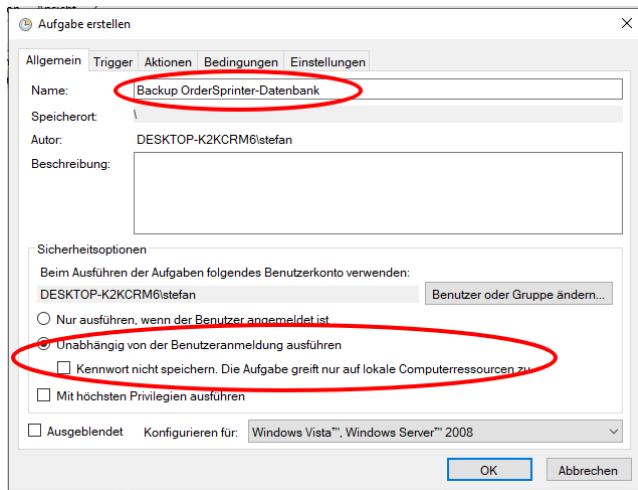 Aufgabe erstellen
Allgemein Trigger Aktionen Bedingungen Einstellungen
Name: Backup OrderSprinter-Datenbank
Speicherort: \
Autor: DESKTOP-K2KCRM6\stefan
Beschreibung:
Sicherheitsoptionen
Beim Ausführen der Aufgaben folgendes Benutzerkonto verwenden:
DESKTOP-K2KCRM6\stefan Benutzer oder Gruppe ändern...
Nur ausführen, wenn der Benutzer angemeldet ist
Unabhängig von der Benutzeranmeldung ausführen
Kennwort nicht speichern. Die Aufgabe greift nur auf lokale Computerressourcen zu
Mit höchsten Privilegien ausführen
Ausgeblendet Konfigurieren für: Windows Vista™, Windows Server™ 2008
OK Abbrechen